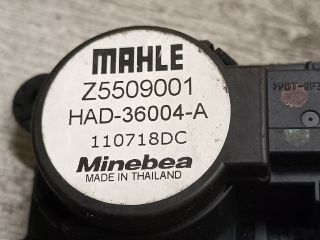 MAHLE
Z5509001
HAD-36004-A
110718DC
Minebea
MADE IN THAILAND